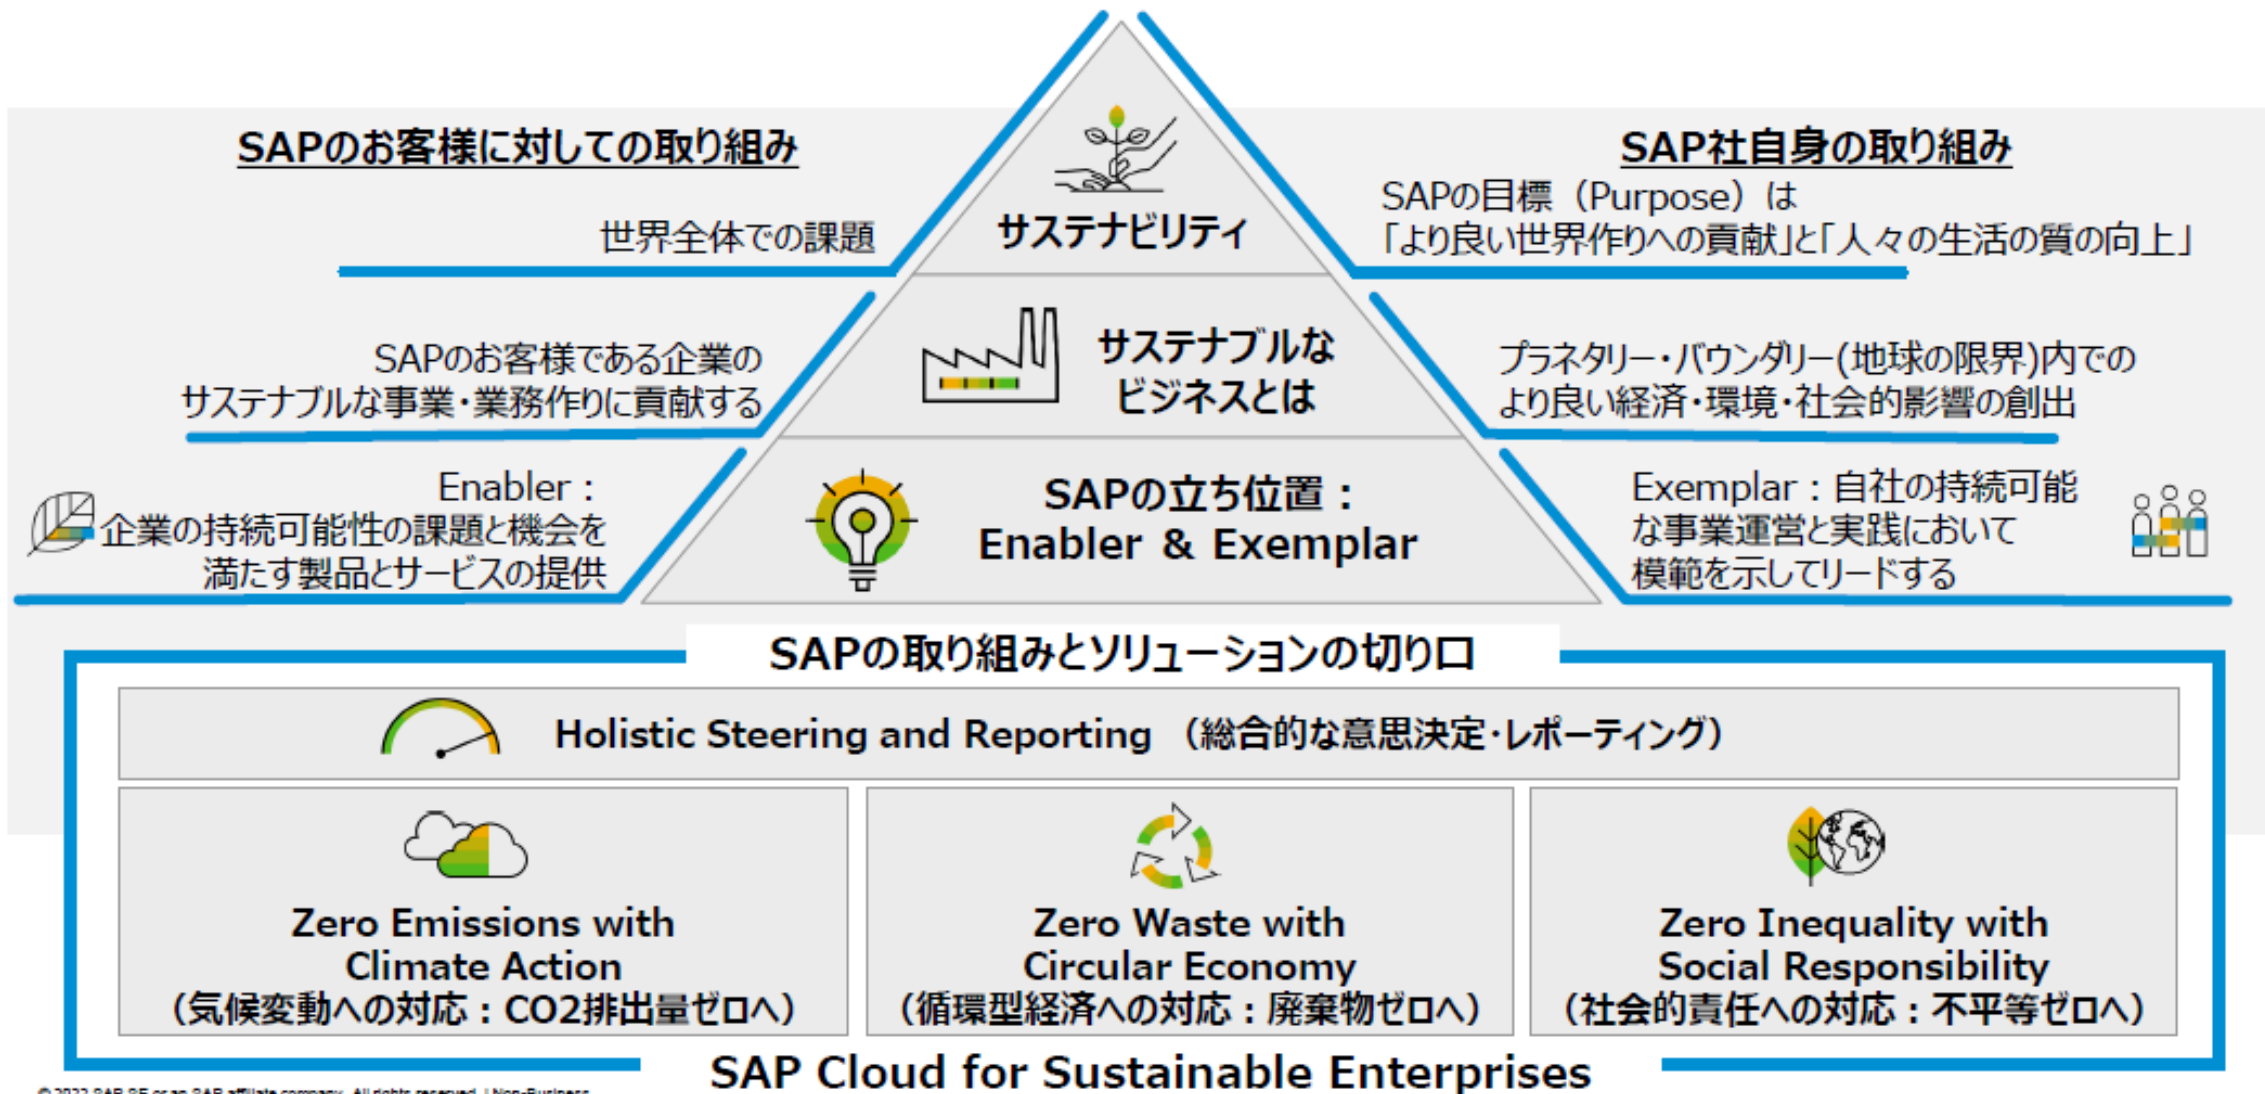 SAPのお客様に対しての取り組み
世界全体での課題
SAPのお客様である企業の
サステナブルな事業・業務作りに貢献する
Enabler：
企業の持続可能性の課題と機会を
満たす製品とサービスの提供
サステナビリティ
サステナブルな
ビジネスとは
SAPの立ち位置：
Enabler & Exemplar
SAP社自身の取り組み
SAPの目標（Purpose）は
「より良い世界作りへの貢献」と「人々の生活の質の向上」
プラネタリー・バウンダリー(地球の限界)内での
より良い経済・環境・社会的影響の創出
Exemplar：自社の持続可能
な事業運営と実践において
模範を示してリードする
SAPの取り組みとソリューションの切り口
Holistic Steering and Reporting （総合的な意思決定・レポーティング）
Zero Emissions with
Climate Action
（気候変動への対応：CO2排出量ゼロへ）
Zero Waste with
Circular Economy
（循環型経済への対応：廃棄物ゼロへ）
Zero Inequality with
Social Responsibility
（社会的責任への対応：不平等ゼロへ）
SAP Cloud for Sustainable Enterprises
© 2022 SAP SE or an SAP affiliate company. All rights reserved. | Non-Business